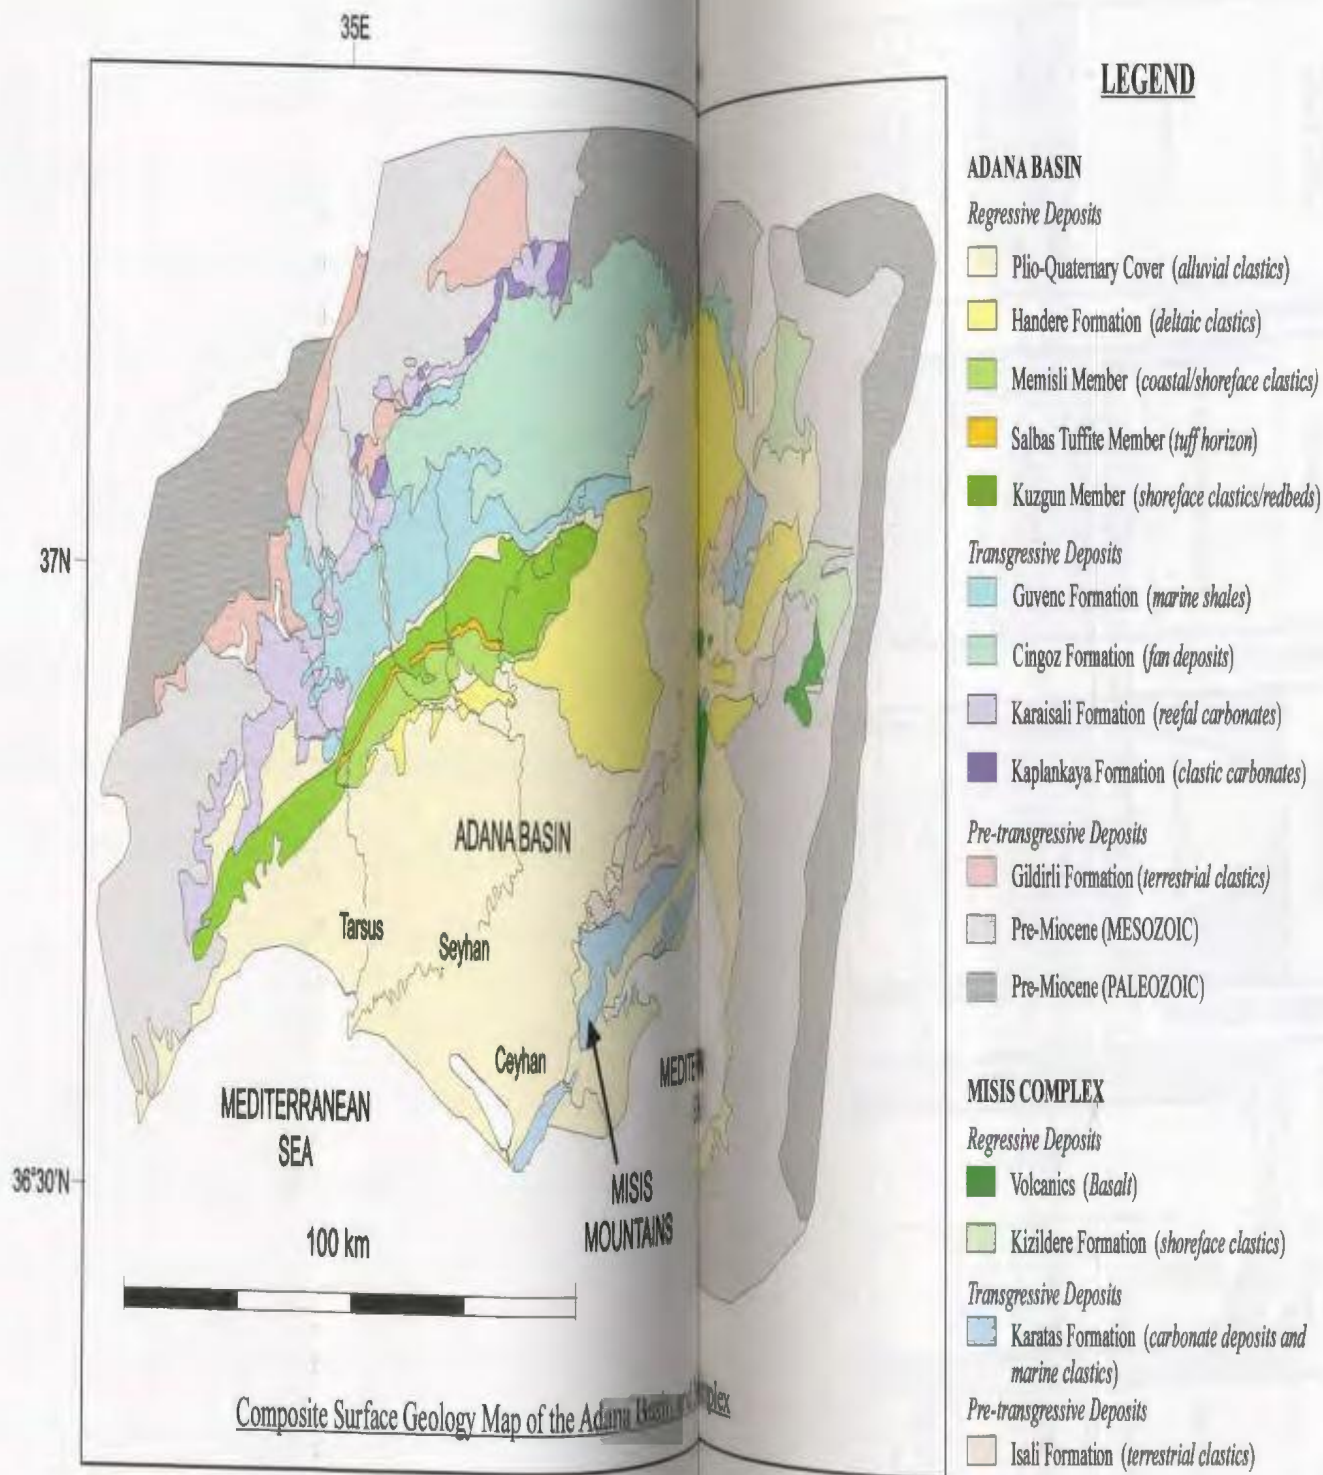 35E
37N
36°30'N
ADANA BASIN
Tarsus
Seyhan
Ceyhan
MEDITERRANEAN
SEA
MISIS
MOUNTAINS
100 km
Composite Surface Geology Map of the Adana
LEGEND
ADANA BASIN
Regressive Deposits
Plio-Quaternary Cover (alluvial clastics)
Handere Formation (deltaic clastics)
Memisli Member (coastal/shoreface clastics)
Salbas Tuffite Member (tuff horizon)
Kuzgun Member (shoreface clastics/redbeds)
Transgressive Deposits
Guvenc Formation (marine shales)
Cingoz Formation (fan deposits)
Karaisali Formation (reefal carbonates)
Kaplankaya Formation (clastic carbonates)
Pre-transgressive Deposits
Gildirli Formation (terrestrial clastics)
Pre-Miocene (MESOZOIC)
Pre-Miocene (PALEOZOIC)
MISIS COMPLEX
Regressive Deposits
Volcanics (Basalt)
Kizildere Formation (shoreface clastics)
Transgressive Deposits
Karatas Formation (carbonate deposits and
marine clastics)
Pre-transgressive Deposits
Isali Formation (terrestrial clastics)